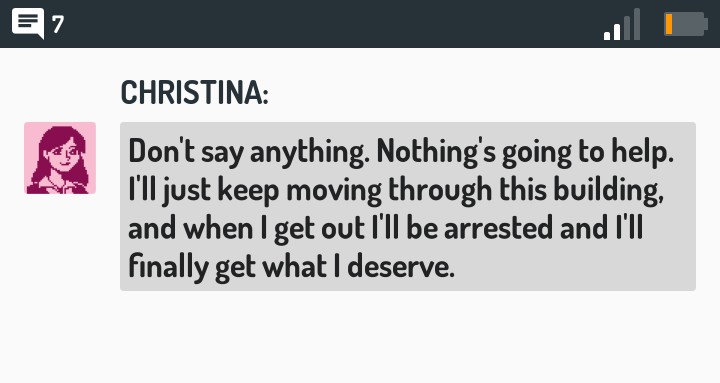 7
CHRISTINA:
Don't say anything. Nothing's going to help.
I'll just keep moving through this building,
and when I get out I'll be arrested and I'll
finally get what I deserve.